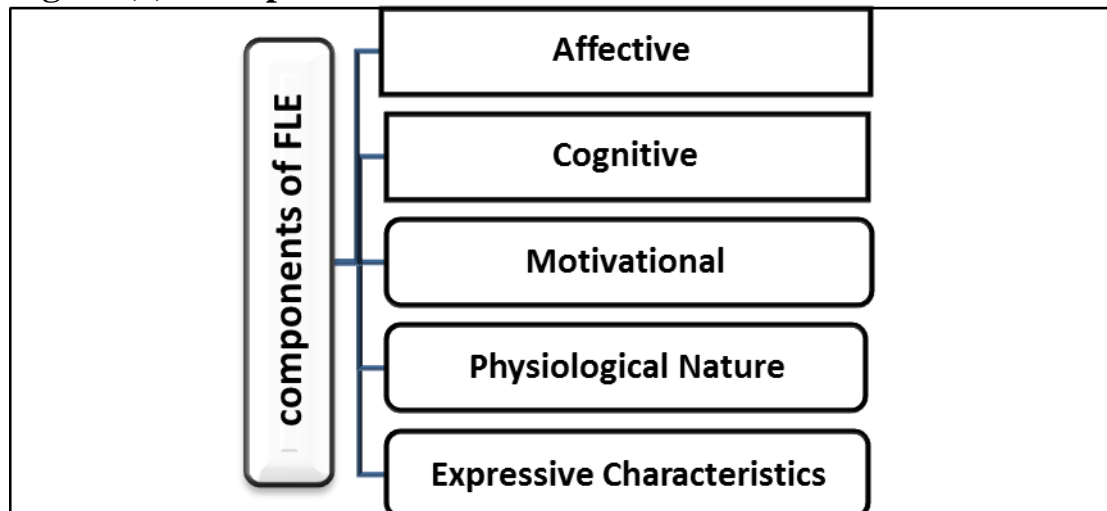 components of FLE
Affective
Cognitive
Motivational
Physiological Nature
Expressive Characteristics